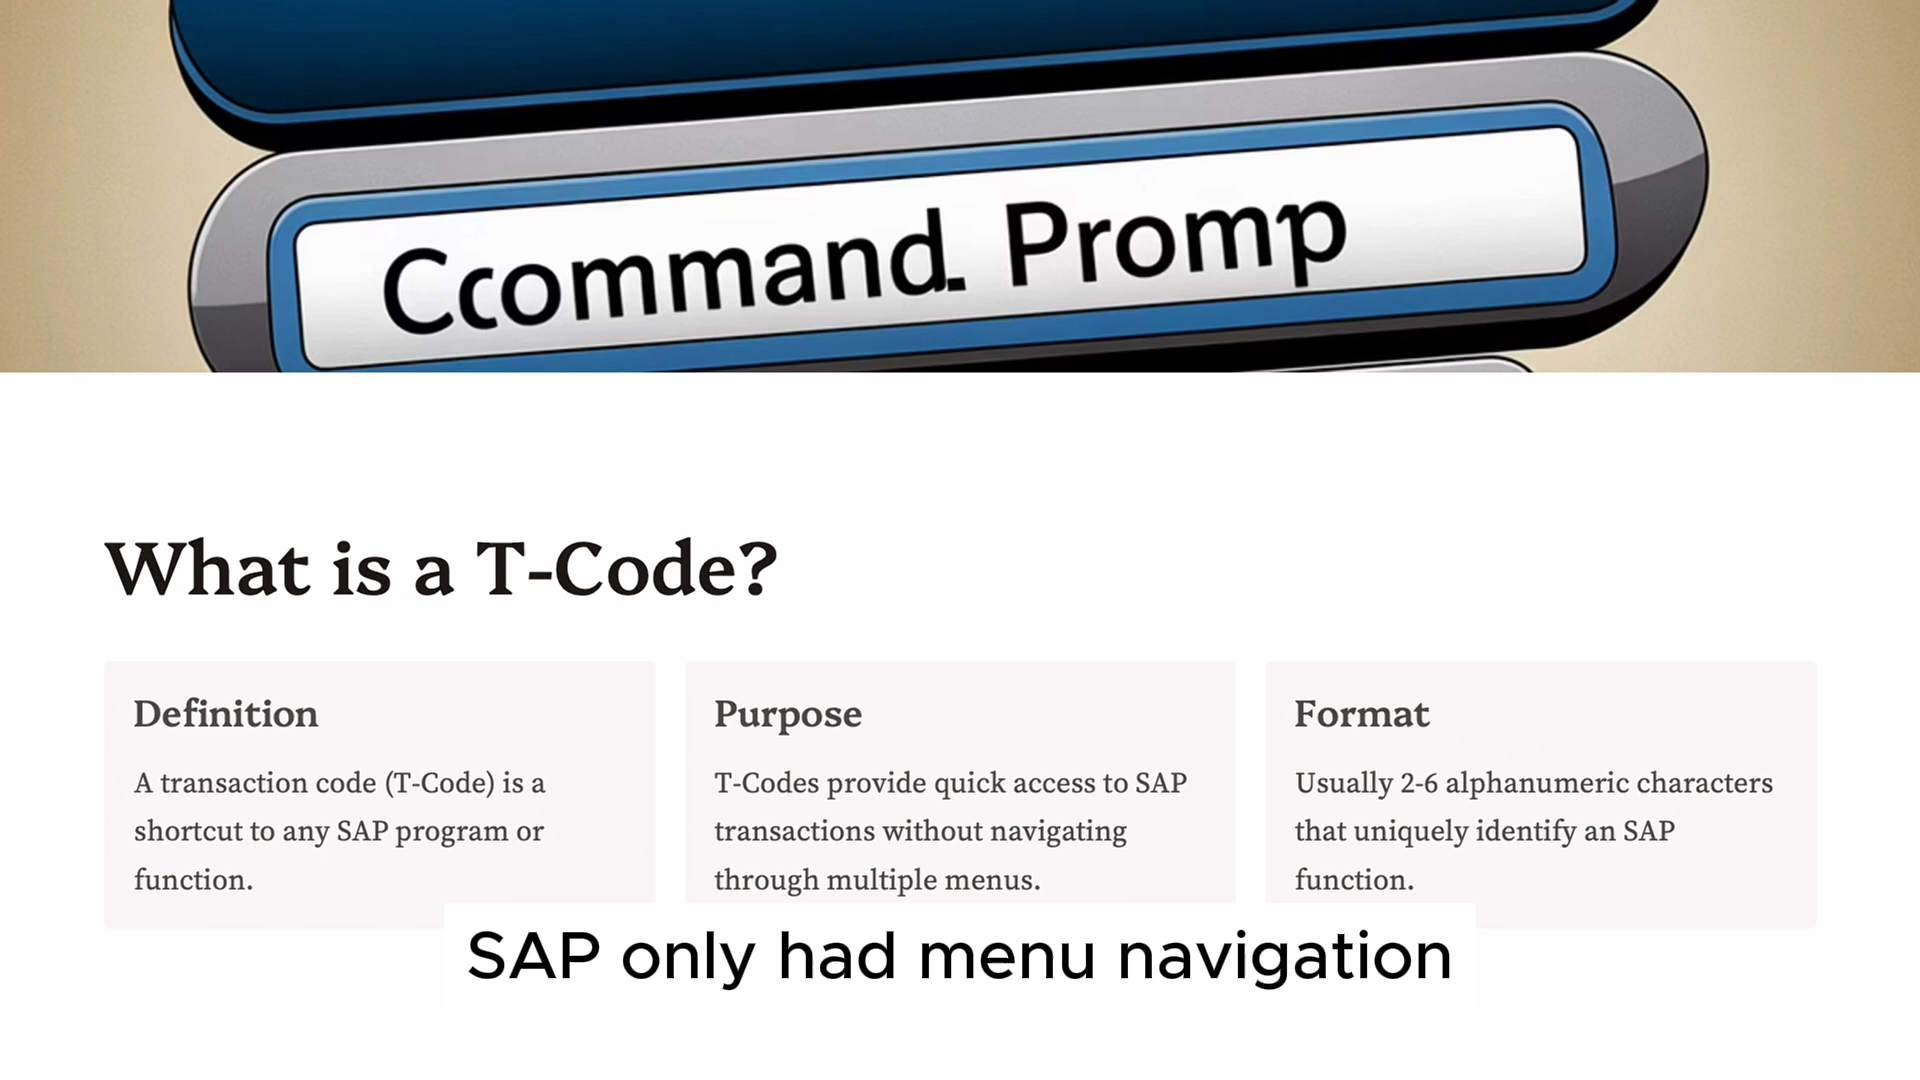 Ccommand. Promp
What is a T-Code?
Definition
A transaction code (T-Code) is a
shortcut to any SAP program or
function.
Purpose
T-Codes provide quick access to SAP
transactions without navigating
through multiple menus.
Format
Usually 2-6 alphanumeric characters
that uniquely identify an SAP
function.
SAP only had menu navigation